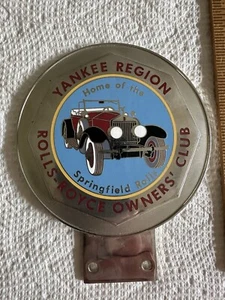 YANKEE REGION
Home of the
Springfield Rolls
ROLLS-ROYCE OWNERS' CLUB